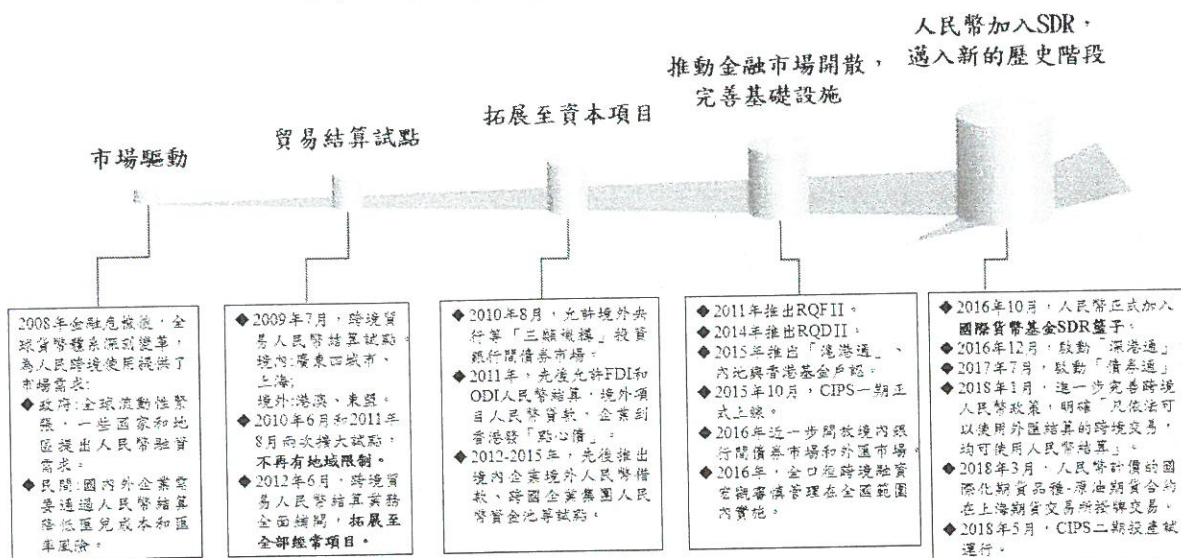 人民幣加入SDR，
邁入新的歷史階段
推動金融市場開散，
完善基礎設施
拓展至資本項目
貿易結算試點
市場驅動
2008年金融危機後，全
球貨幣體系深刻變革，
為人民跨境使用提供了
市場需求:
◆政府:全球流動性緊
張，一些國家和地
區提出人民幣融資
需求。
◆民間:國內外企業需
要通過人民幣結算
降低匯兌成本和匯
率風險。
◆2009年7月，跨境貿
易人民幣結算試點。
境內:廣東四城市、
上海;
境外:港澳、東盟。
◆2010年6月和2011年
8月兩次擴大試點，
不再有地域限制。
◆2012年6月，跨境貿
易人民幣結算業務
全面鋪開，拓展至
全部經常項目。
◆2010年8月，允許境外央
行等「三類機構」投資
銀行間債券市場。
◆2011年，先後允許FDI和
ODI人民幣結算，境外項
目人民幣貸款，企業到
香港發「點心債」。
◆2012-2015年，先後推出
境內企業境外人民幣借
款、跨國企業集團人民
幣資金池等試點。
◆2011年推出RQFII。
◆2014年推出RQDII。
◆2015年推出「滬港通」、
內地與香港基金戶認。
◆2015年10月，CIPS一期正
式上線。
◆2016年近一步開放境內銀
行間債券市場和外匯市場。
◆2016年，全口徑跨境融資
宏觀審慎管理在全國範圍
內實施。
◆2016年10月，人民幣正式加入
國際貨幣基金SDR籃子。
◆2016年12月，啟動「深港通」。
◆2017年7月，啟動「債券通」
◆2018年1月，進一步完善跨境
人民幣政策，明確「凡依法可
以使用外匯結算的跨境交易，
均可使用人民幣結算」。
◆2018年3月，人民幣計價的國
際化期貨品種-原油期貨合約
在上海期貨交易所掛牌交易。
◆2018年5月，CIPS二期投產試
運行。